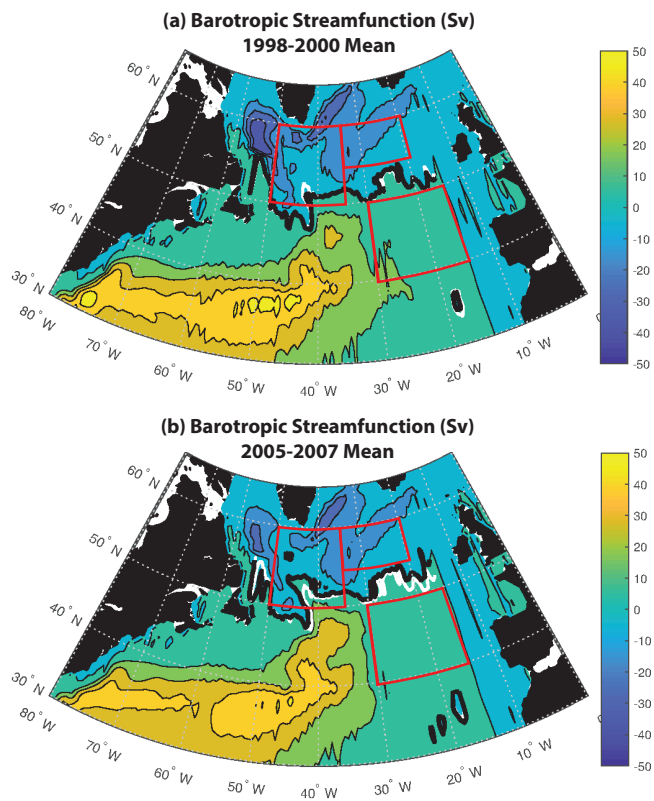 (a) Barotropic Streamfunction (Sv)
1998-2000 Mean
60° N
50° N
40° N
30° N
80° W
70° W
60° W
50° W
40° W
30° W
20° W
10° W
50
40
30
20
10
0
-10
-20
-30
-40
-50
(b) Barotropic Streamfunction (Sv)
2005-2007 Mean
60° N
50° N
40° N
30° N
80° W
70° W
60° W
50° W
40° W
30° W
20° W
10° W
50
40
30
20
10
0
-10
-20
-30
-40
-50